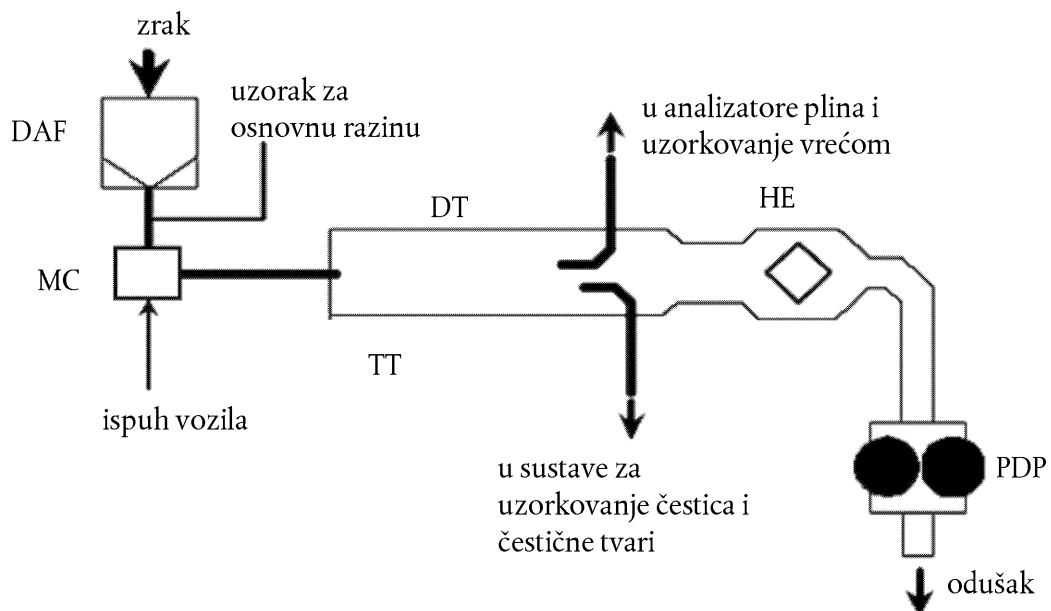 zrak
DAF
uzorak za
osnovnu razinu
u analizatore plina i
uzorkovanje vrećom
DT
HE
MC
TT
ispuh vozila
u sustave za
uzorkovanje čestica i
čestične tvari
PDP
odušak